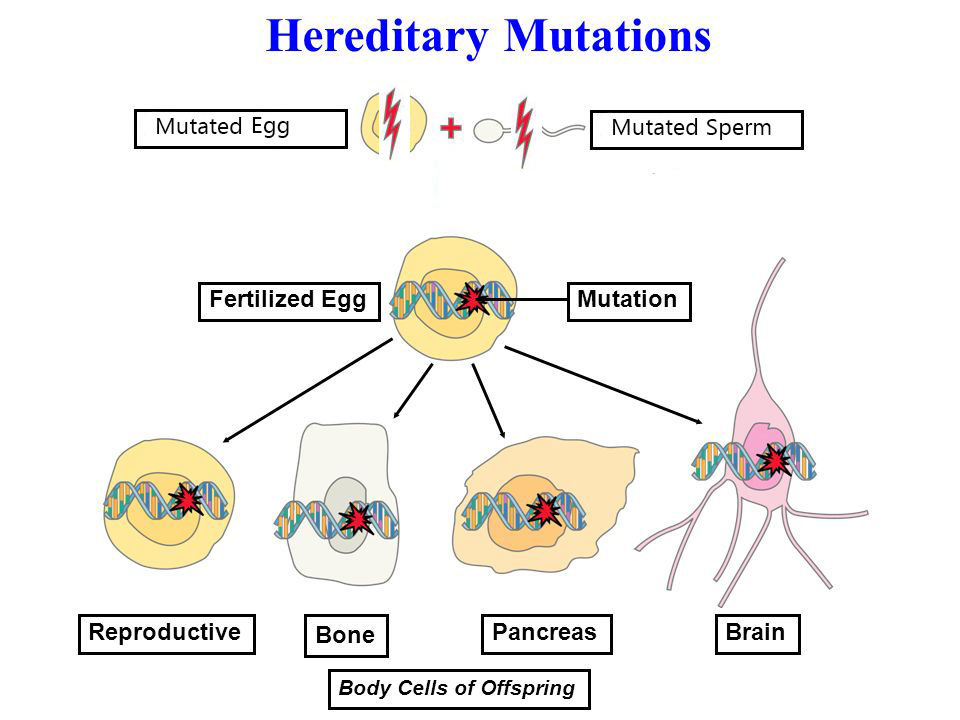 Hereditary Mutations
Mutated Egg
Mutated Sperm
Fertilized Egg
Mutation
Reproductive
Bone
Pancreas
Brain
Body Cells of Offspring